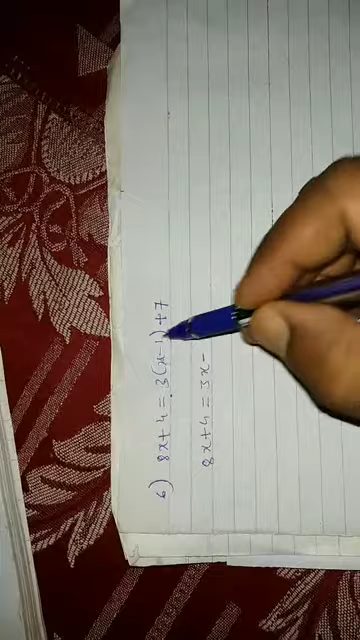 6) 8x+4 = 3(x-1)+7
8x+4 = 3x-